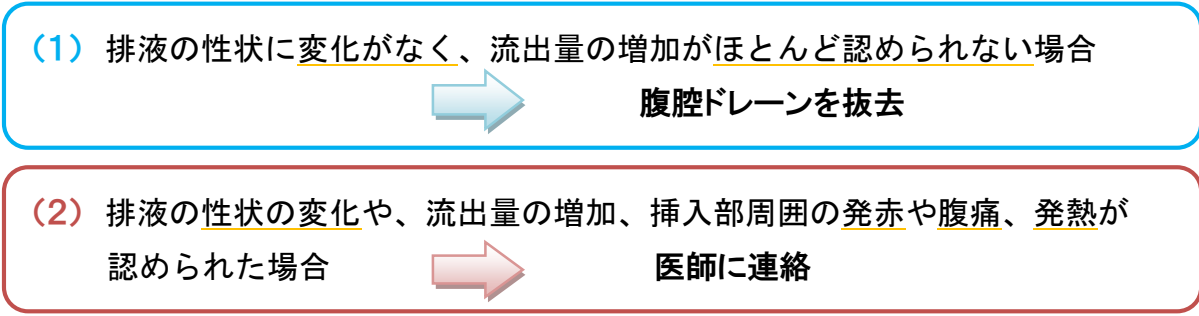 (1) 排液の性状に変化がなく、流出量の増加がほとんど認められない場合
腹腔ドレーンを抜去
(2) 排液の性状の変化や、流出量の増加、挿入部周囲の発赤や腹痛、発熱が
認められた場合 医師に連絡